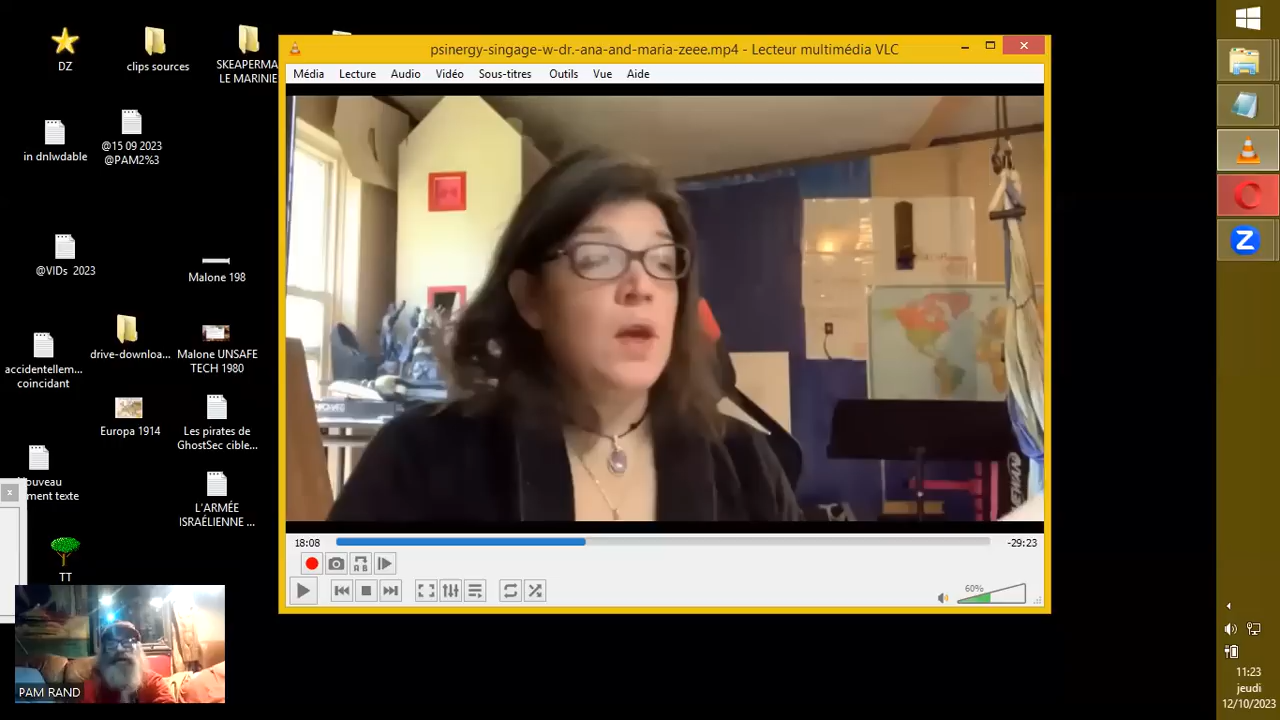 psinergy-singage-w-dr.-ana-and-maria-zeee.mp4 - Lecteur multimédia VLC
Média Lecture Audio Vidéo Sous-titres Outils Vue Aide
DZ
clips sources
SKEAPERMA
LE MARINIE
in dnlwdable
@15 09 2023
@PAM2%3
@VIDs 2023
Malone 198
accidentellem...
coincidant
drive-downloa...
Malone UNSAFE
TECH 1980
Europa 1914
Les pirates de
GhostSec cible...
Nouveau
ment texte
L'ARMÉE
ISRAÉLIENNE ...
TT
PAM RAND
18:08
-29:23
A B
60%
Z
11:23
jeudi
12/10/2023